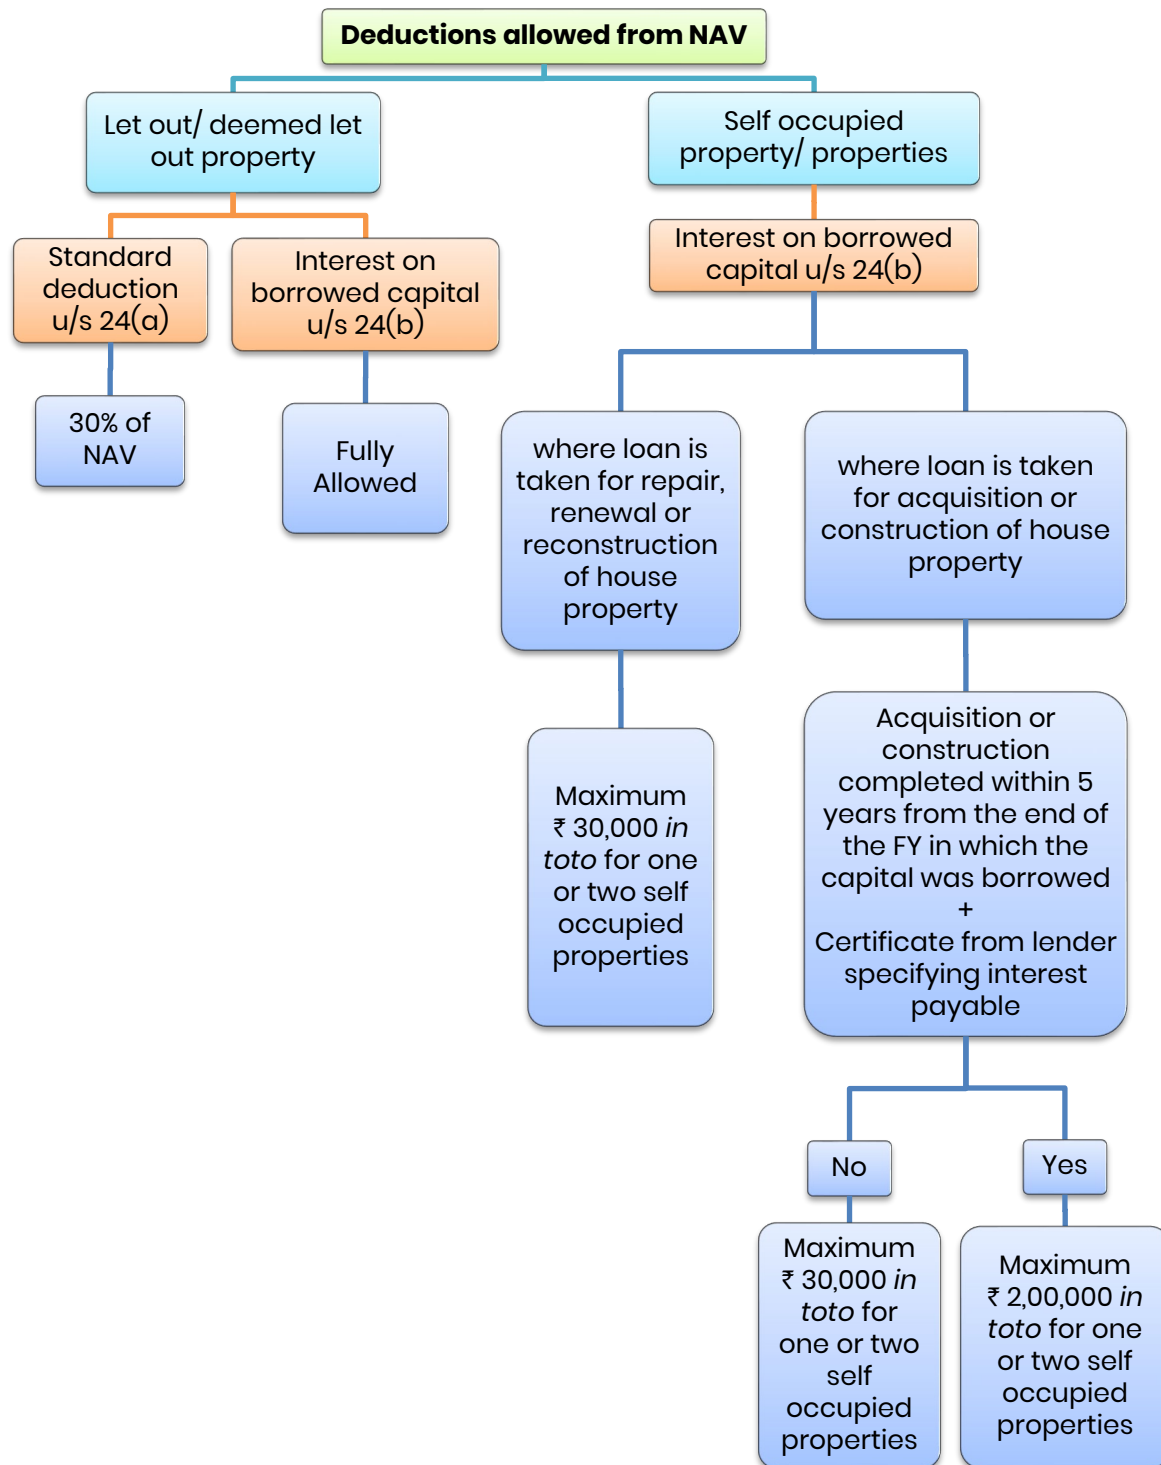 Deductions allowed from NAV
Let out/ deemed let
out property
Self occupied
property/ properties
Standard
deduction
u/s 24(a)
Interest on
borrowed capital
u/s 24(b)
Interest on borrowed
capital u/s 24(b)
30% of
NAV
Fully
Allowed
where loan is
taken for repair,
renewal or
reconstruction
of house
property
where loan is taken
for acquisition or
construction of house
property
Maximum
₹ 30,000 in
toto for one
or two self
occupied
properties
Acquisition or
construction
completed within 5
years from the end of
the FY in which the
capital was borrowed
+
Certificate from lender
specifying interest
payable
No
Yes
Maximum
₹ 30,000 in
toto for
one or two
self
occupied
properties
Maximum
₹ 2,00,000 in
toto for one
or two self
occupied
properties